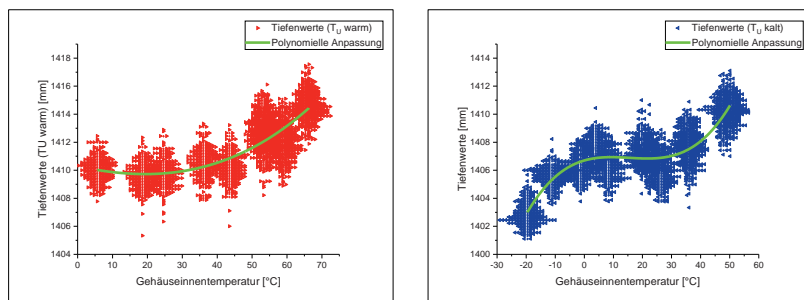 Tiefenwerte (TU warm)
Polynomielle Anpassung
Tiefenwerte (TU warm) [mm]
1418
1416
1414
1412
1410
1408
1406
1404
0 10 20 30 40 50 60 70
Gehäuseinnentemperatur [°C]
Tiefenwerte (TU kalt)
Polynomielle Anpassung
Tiefenwerte [mm]
1414
1412
1410
1408
1406
1404
1402
1400
-30 -20 -10 0 10 20 30 40 50 60
Gehäuseinnentemperatur [°C]